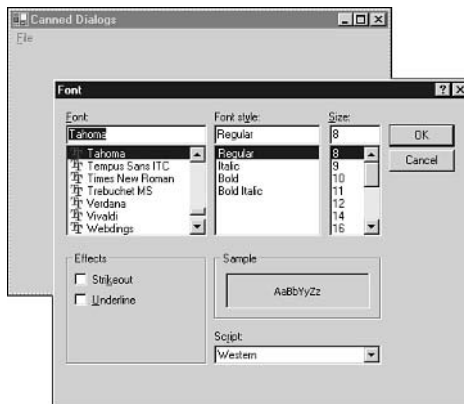 Canned Dialogs
File
Font
Font:
Font style:
Size:
Tahoma
Regular
8
OK
Cancel
Tahoma
Tempus Sans ITC
Times New Roman
Trebuchet MS
Verdana
Vivaldi
Webdings
Regular
Italic
Bold
Bold Italic
8
9
10
11
12
14
16
Effects
Strikeout
Underline
Sample
AaBbYyZz
Script:
Western